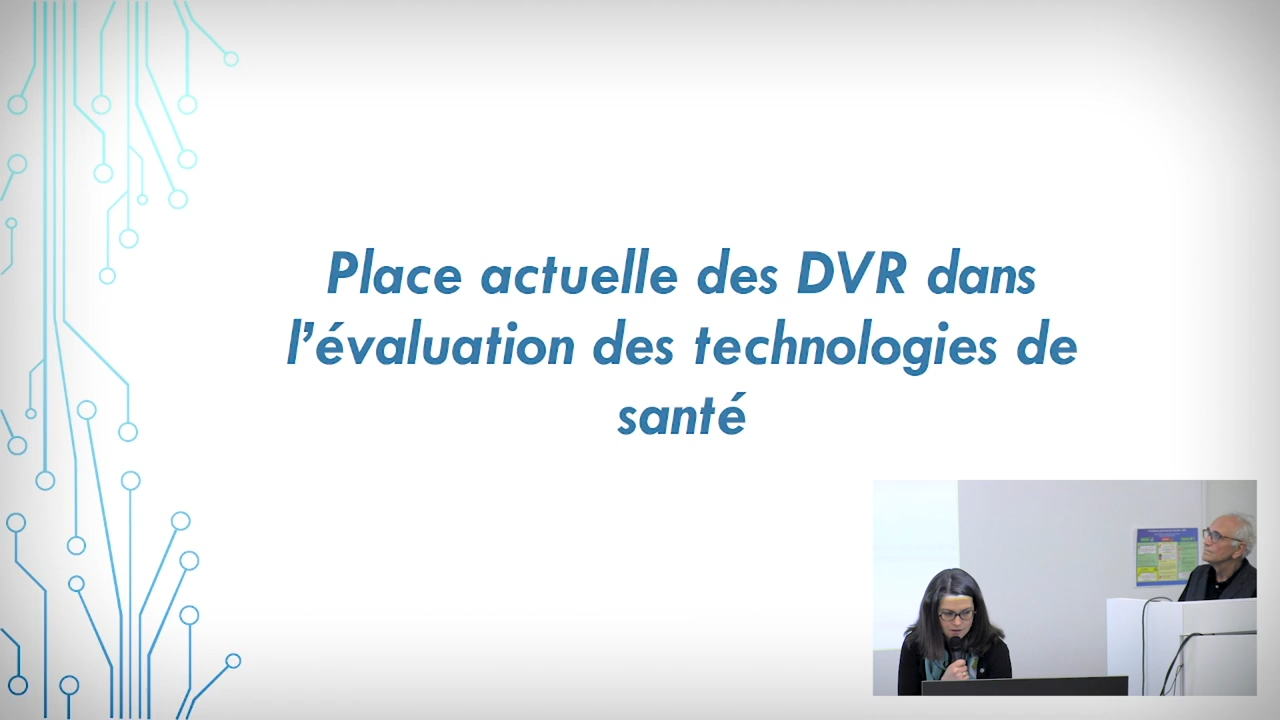 Place actuelle des DVR dans
l’évaluation des technologies de
santé